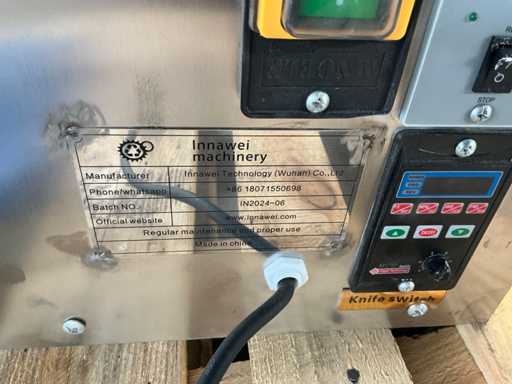 STOP
Innawei
machinery
Manufacturer Innawei Technology (Wuhan) Co.,Ltd
Phone/whatsapp +86 18071550698
Batch NO. IN2024-06
Official website www.innawei.com
Regular maintenance and proper use
Made in china
Knife switch